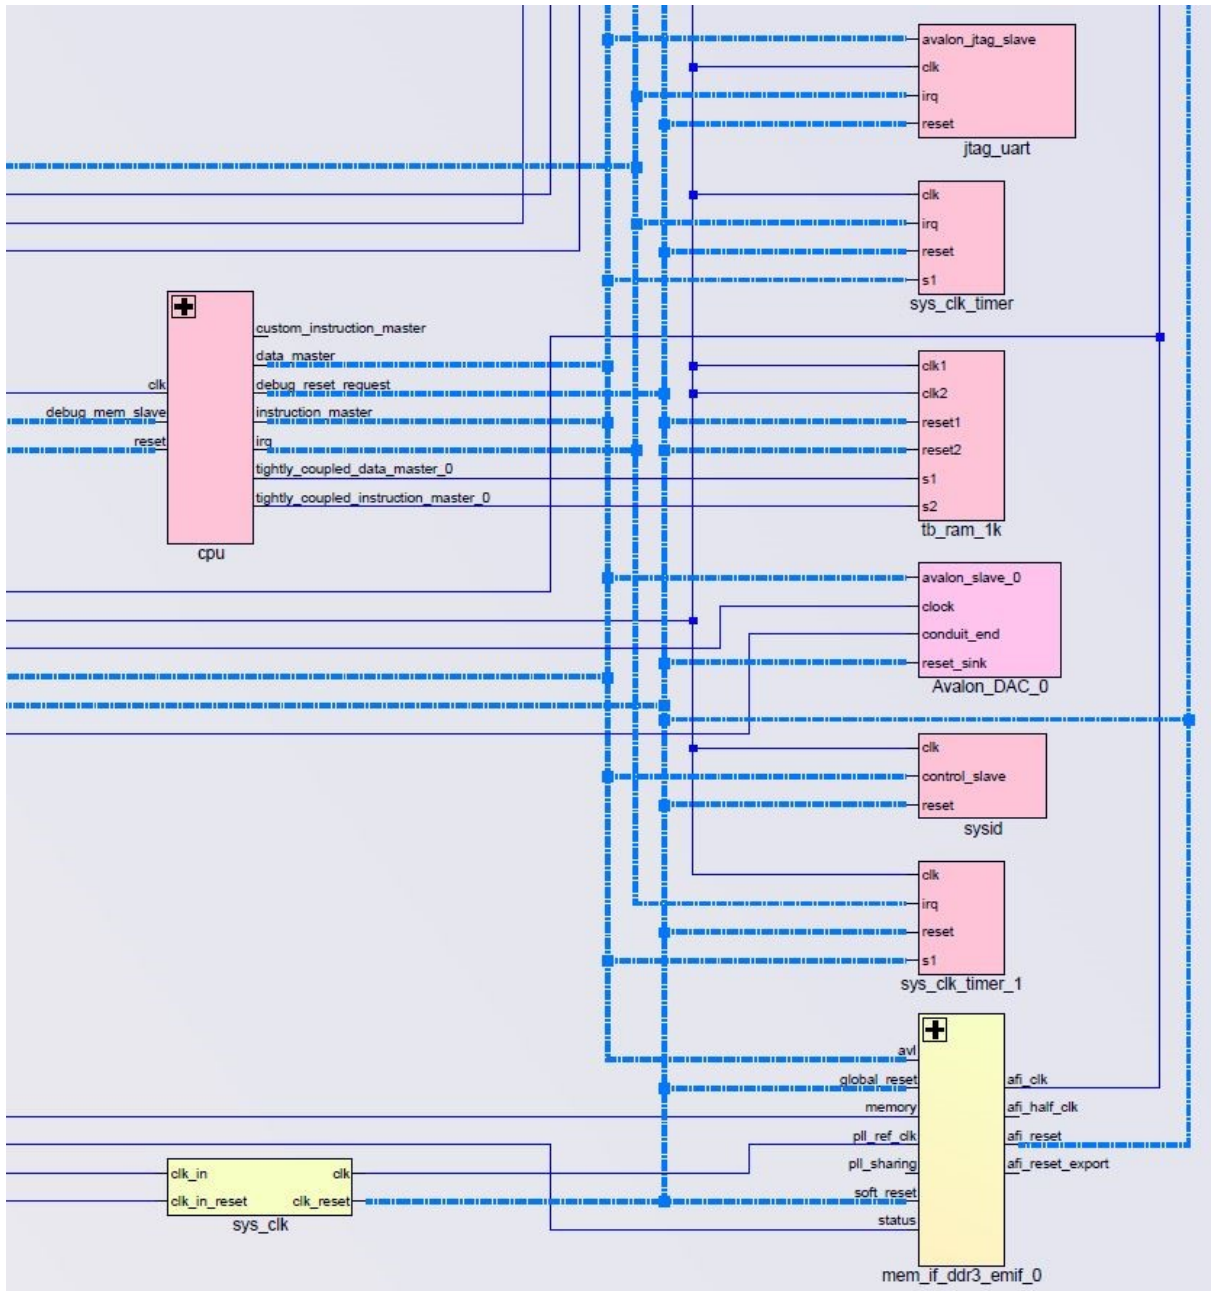 avalon_jtag_slave
clk
irq
reset
jtag_uart
clk
irq
reset
s1
sys_clk_timer
custom_instruction_master
data_master
clk
debug_reset_request
debug_mem_slave
instruction_master
reset
irq
tightly_coupled_data_master_0
tightly_coupled_instruction_master_0
cpu
clk1
clk2
reset1
reset2
s1
s2
tb_ram_1k
avalon_slave_0
clock
conduit_end
reset_sink
Avalon_DAC_0
clk
control_slave
reset
sysid
clk
irq
reset
s1
sys_clk_timer_1
avl
global_reset
afi_clk
memory
afi_half_clk
pll_ref_clk
afi_reset
pll_sharing
afi_reset_export
soft_reset
status
mem_if_ddr3_emif_0
clk_in
clk
clk_in_reset
clk_reset
sys_clk